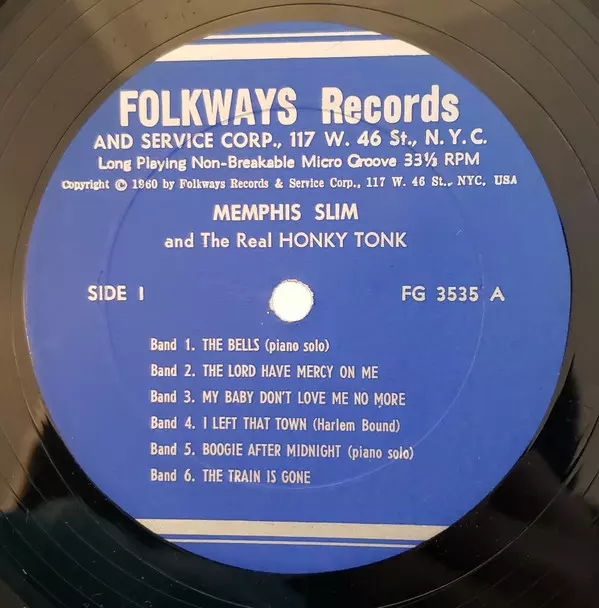 FOLKWAYS Records
AND SERVICE CORP., 117 W. 46 St., N.Y.C.
Long Playing Non-Breakable Micro Groove 33⅓ RPM
Copyright © 1960 by Folkways Records & Service Corp., 117 W. 46 St., NYC, USA
MEMPHIS SLIM
and The Real HONKY TONK
SIDE I
FG 3535 A
Band 1. THE BELLS (piano solo)
Band 2. THE LORD HAVE MERCY ON ME
Band 3. MY BABY DON'T LOVE ME NO MORE
Band 4. I LEFT THAT TOWN (Harlem Bound)
Band 5. BOOGIE AFTER MIDNIGHT (piano solo)
Band 6. THE TRAIN IS GONE